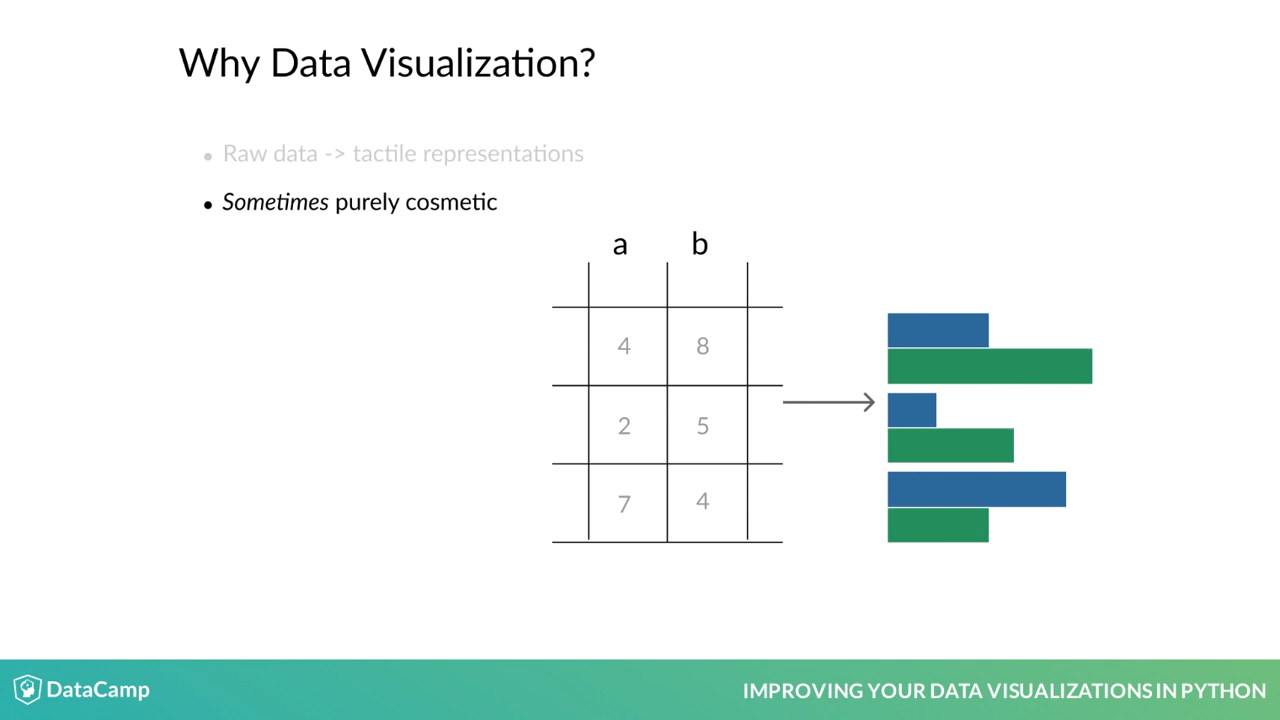 Why Data Visualization?
• Raw data -> tactile representations
• Sometimes purely cosmetic
a b
4 8
2 5
7 4
DataCamp
IMPROVING YOUR DATA VISUALIZATIONS IN PYTHON